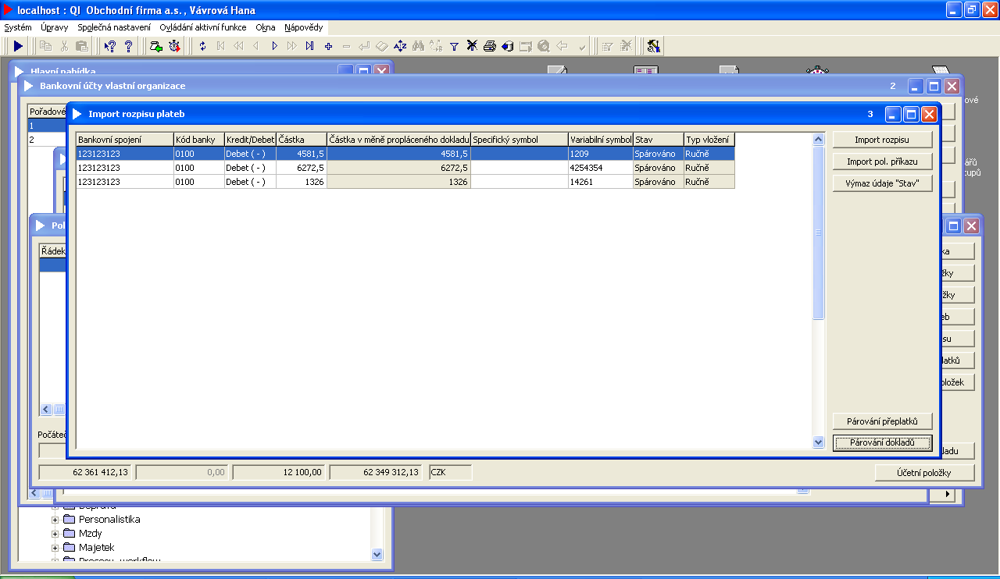 localhost : QI  Obchodní firma a.s. , Vávrová Hana
Systém Úpravy Společná nastavení Ovládání aktivní funkce Okna Nápovědy
Hlavní nabídka
Bankovní účty vlastní organizace 2
Pořadové
1
2
Import rozpisu plateb 3
Bankovní spojení Kód banky Kredit/Debet Částka Částka v měně propláceného dokladu Specifický symbol Variabilní symbol Stav Typ vložení
123123123 0100 Debet ( - ) 4581,5 4581,5 1209 Spárováno Ručně
123123123 0100 Debet ( - ) 6272,5 6272,5 4254354 Spárováno Ručně
123123123 0100 Debet ( - ) 1326 1326 14261 Spárováno Ručně
Import rozpisu
Import pol. příkazu
Výmaz údaje "Stav"
Párování přeplatků
Párování dokladů
ové
ářů
tupů
Pol
Řádek
ka
žky
žky
eb
su
latků
oložek
Počáteč
ladu
62 361 412,13 0,00 12 100,00 62 349 312,13 CZK
Účetní položky
Doprava
Personalistika
Mzdy
Majetek